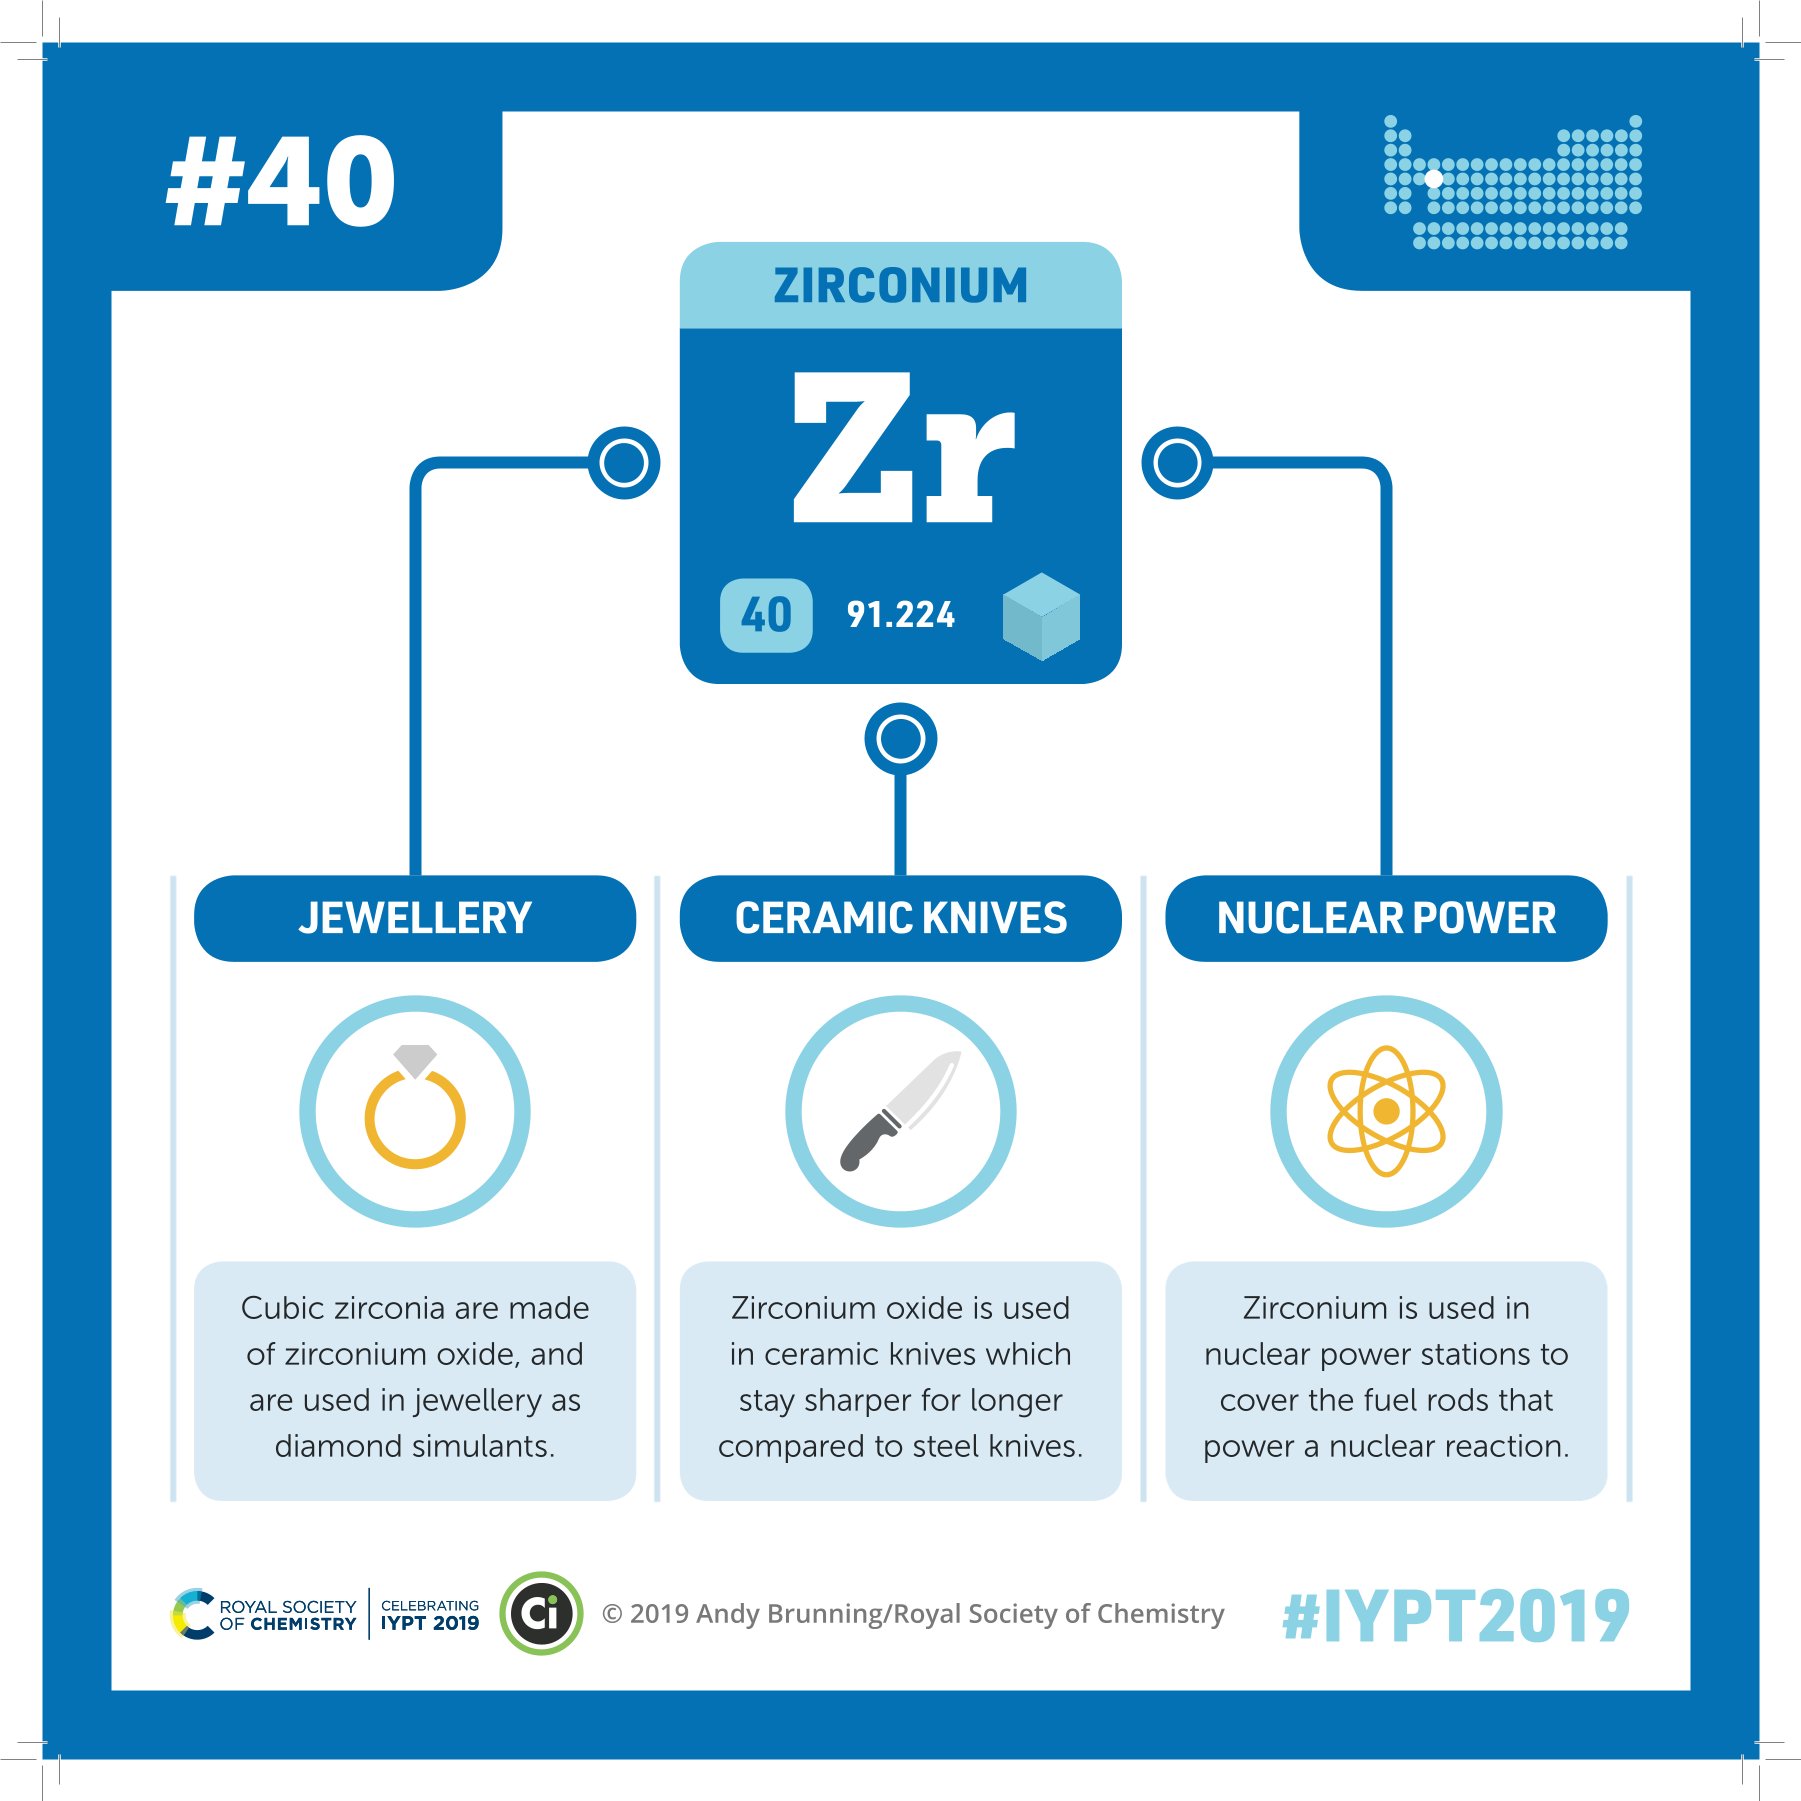 #40
ZIRCONIUM
Zr
40
91.224
JEWELLERY
Cubic zirconia are made
of zirconium oxide, and
are used in jewellery as
diamond simulants.
CERAMIC KNIVES
Zirconium oxide is used
in ceramic knives which
stay sharper for longer
compared to steel knives.
NUCLEAR POWER
Zirconium is used in
nuclear power stations to
cover the fuel rods that
power a nuclear reaction.
ROYAL SOCIETY
OF CHEMISTRY
CELEBRATING
IYPT 2019
Ci
© 2019 Andy Brunning/Royal Society of Chemistry
#IYPT2019